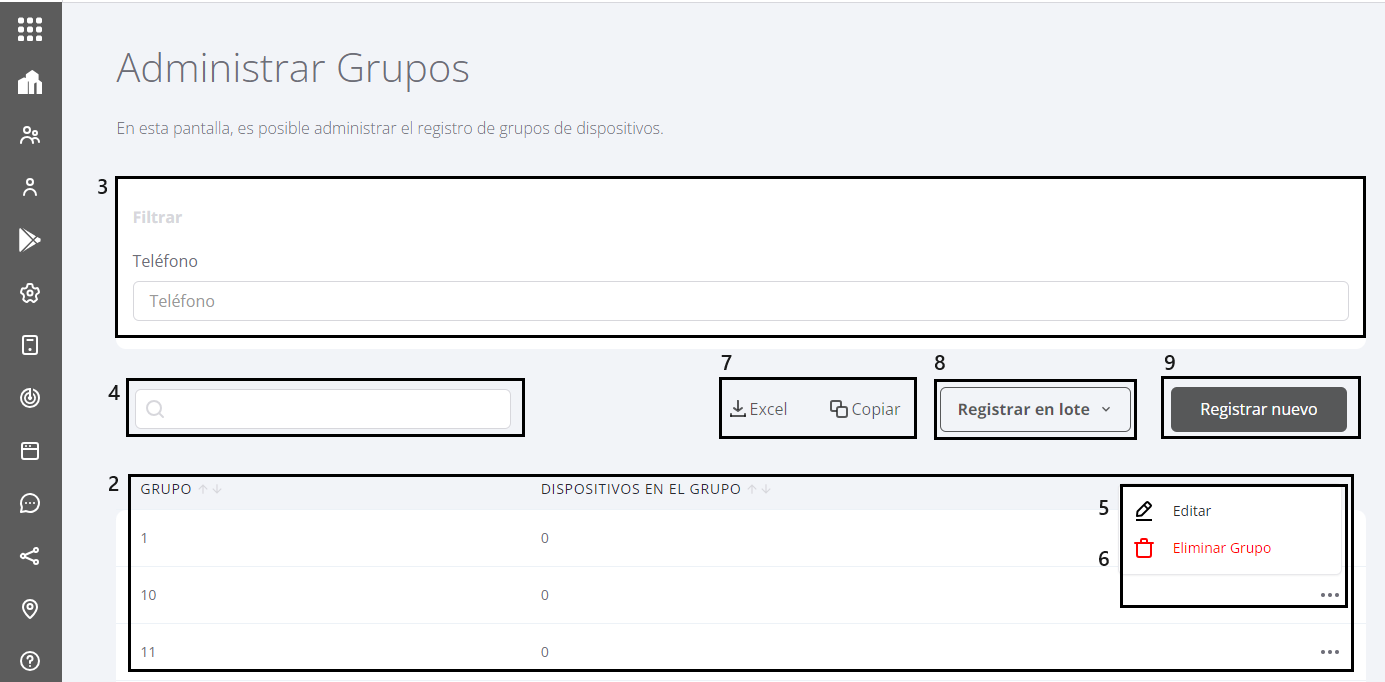 Administrar Grupos
En esta pantalla, es posible administrar el registro de grupos de dispositivos.
3
Filtrar
Teléfono
Teléfono
7 8 9
4
Excel Copiar Registrar en lote Registrar nuevo
2
GRUPO DISPOSITIVOS EN EL GRUPO
5 Editar
1 0
6 Eliminar Grupo
10 0
11 0